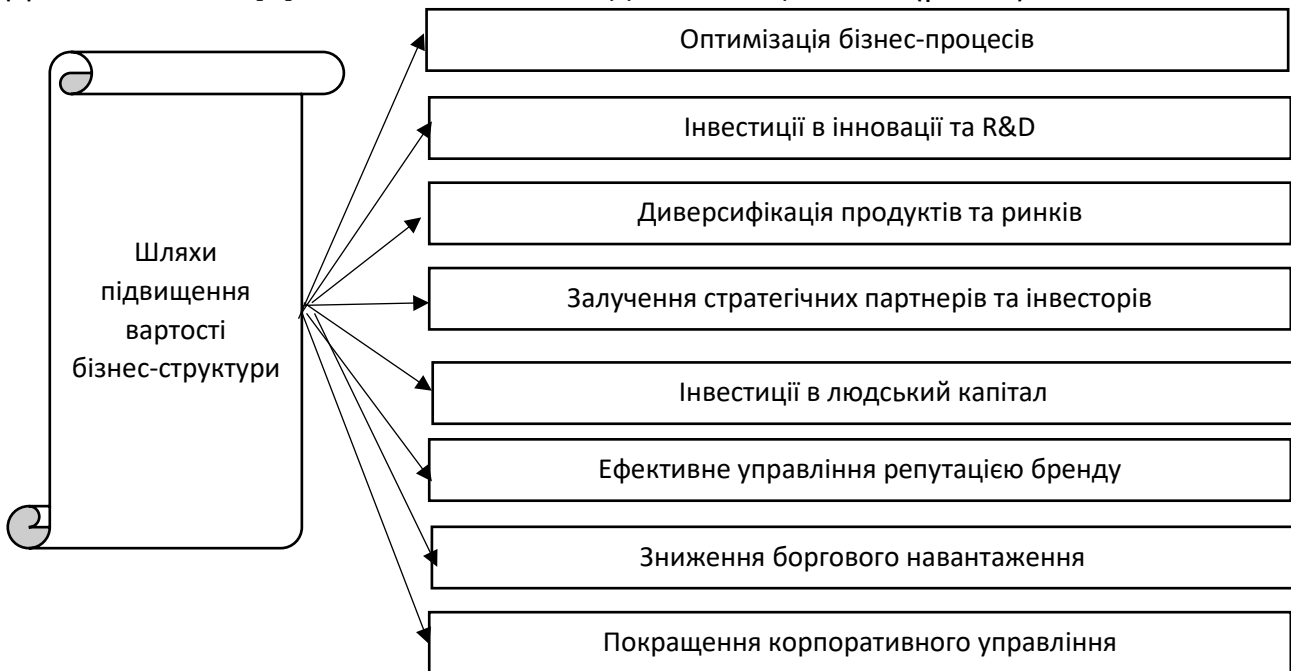 Оптимізація бізнес-процесів
Інвестиції в інновації та R&D
Диверсифікація продуктів та ринків
Шляхи
підвищення
вартості
бізнес-структури
Залучення стратегічних партнерів та інвесторів
Інвестиції в людський капітал
Ефективне управління репутацією бренду
Зниження боргового навантаження
Покращення корпоративного управління